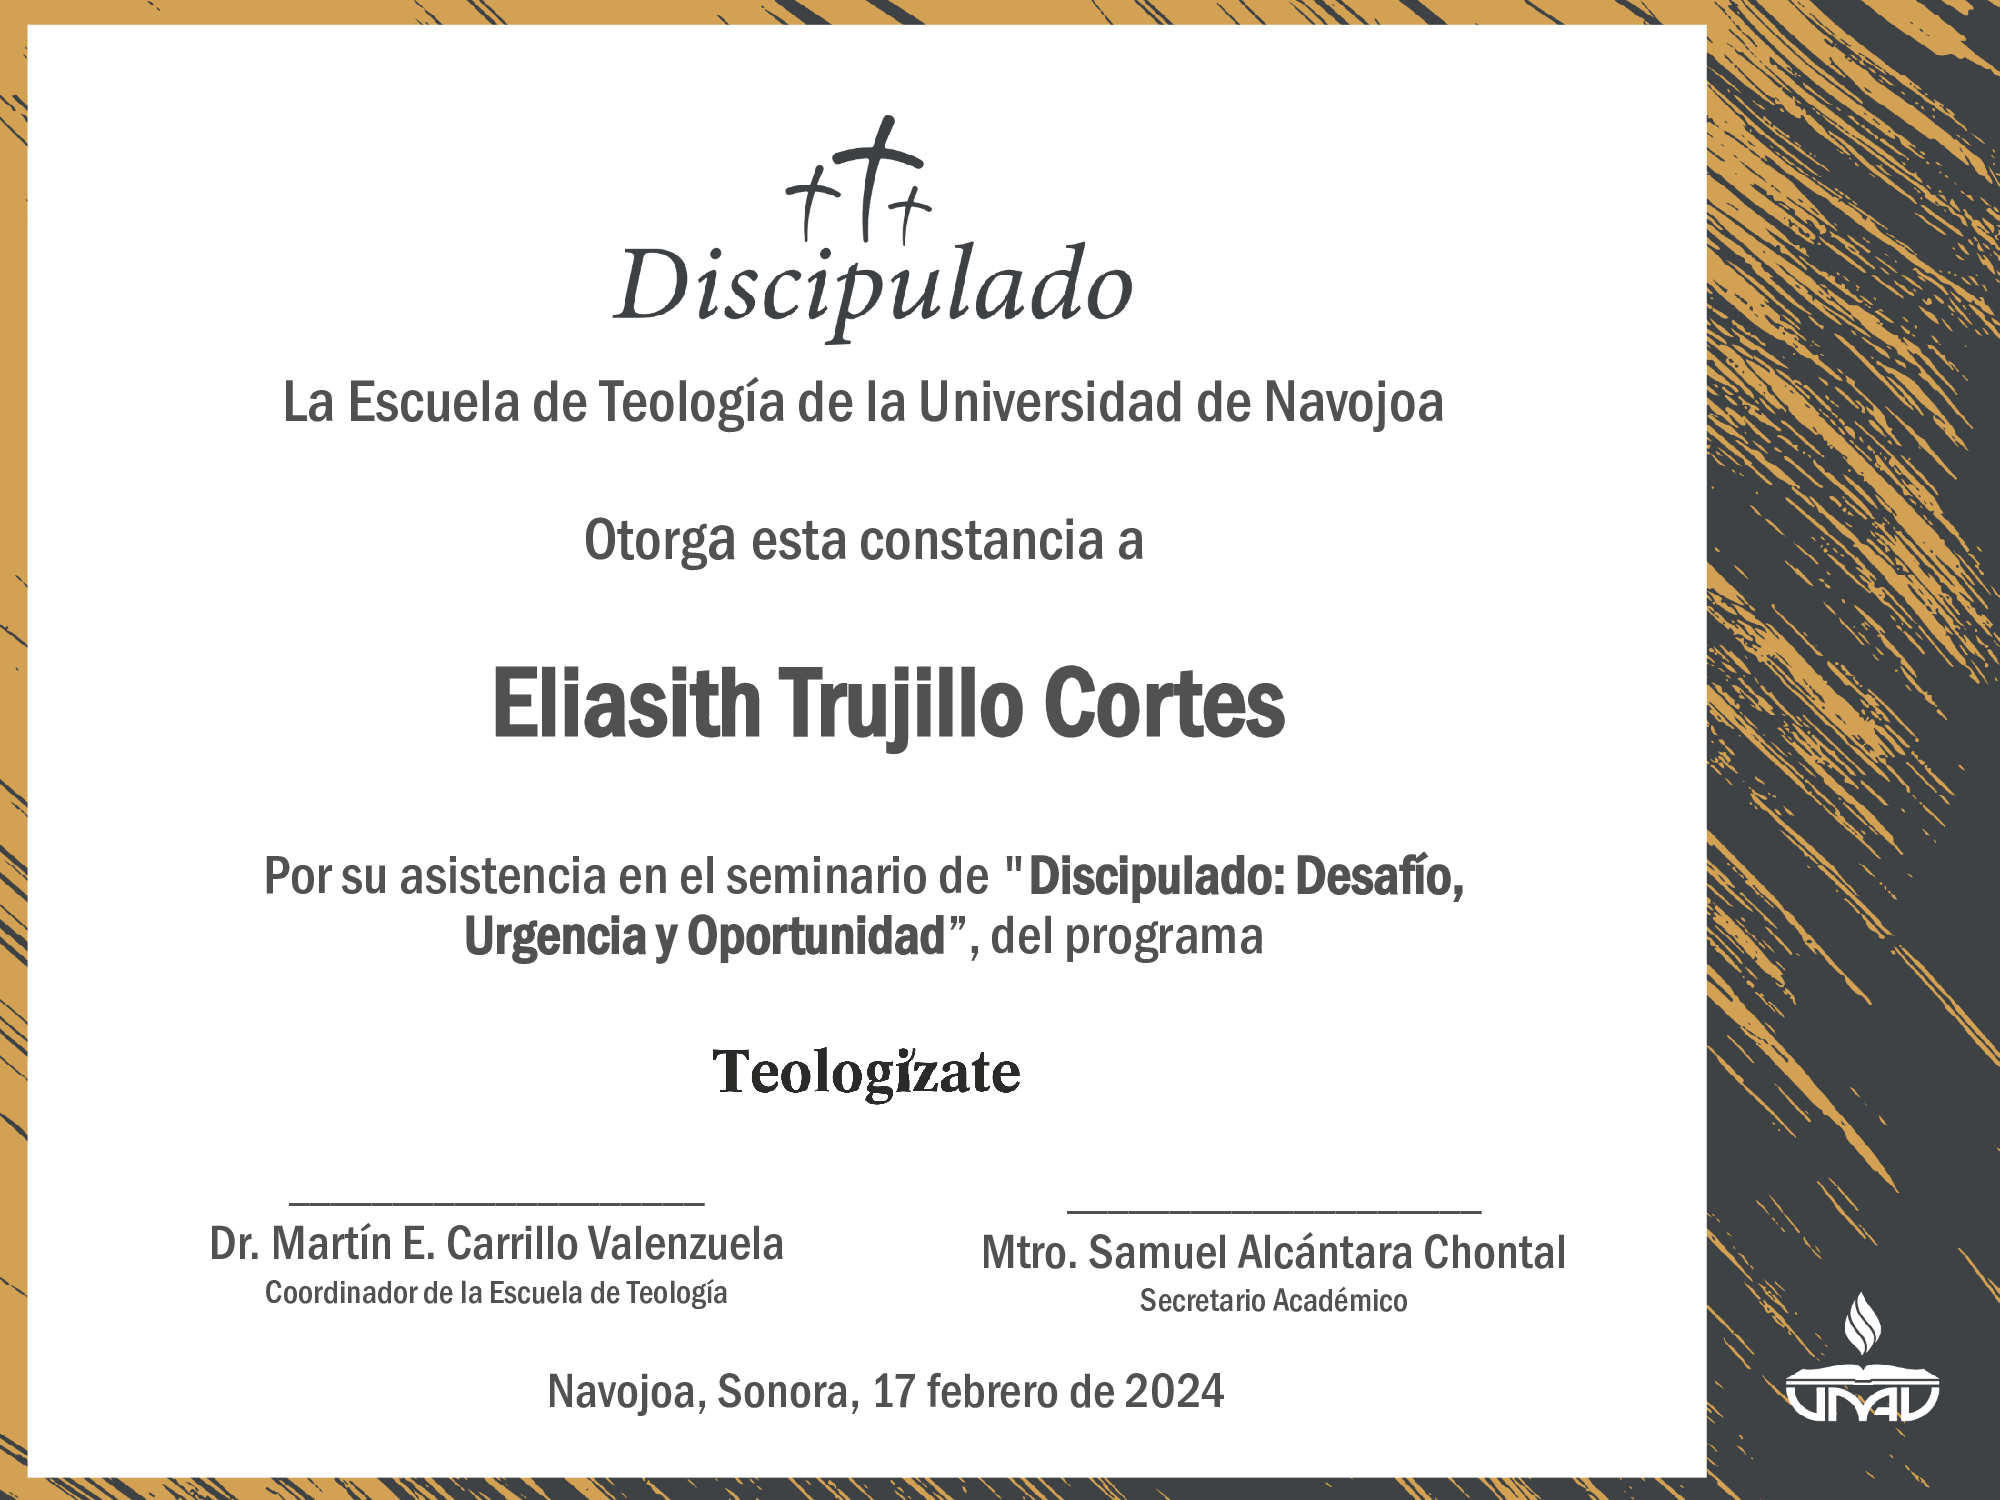 Discipulado
La Escuela de Teología de la Universidad de Navojoa
Otorga esta constancia a
Eliasith Trujillo Cortes
Por su asistencia en el seminario de "Discipulado: Desafío,
Urgencia y Oportunidad”, del programa
Teologízate
Dr. Martín E. Carrillo Valenzuela
Coordinador de la Escuela de Teología
Mtro. Samuel Alcántara Chontal
Secretario Académico
Navojoa, Sonora, 17 febrero de 2024
UNAV